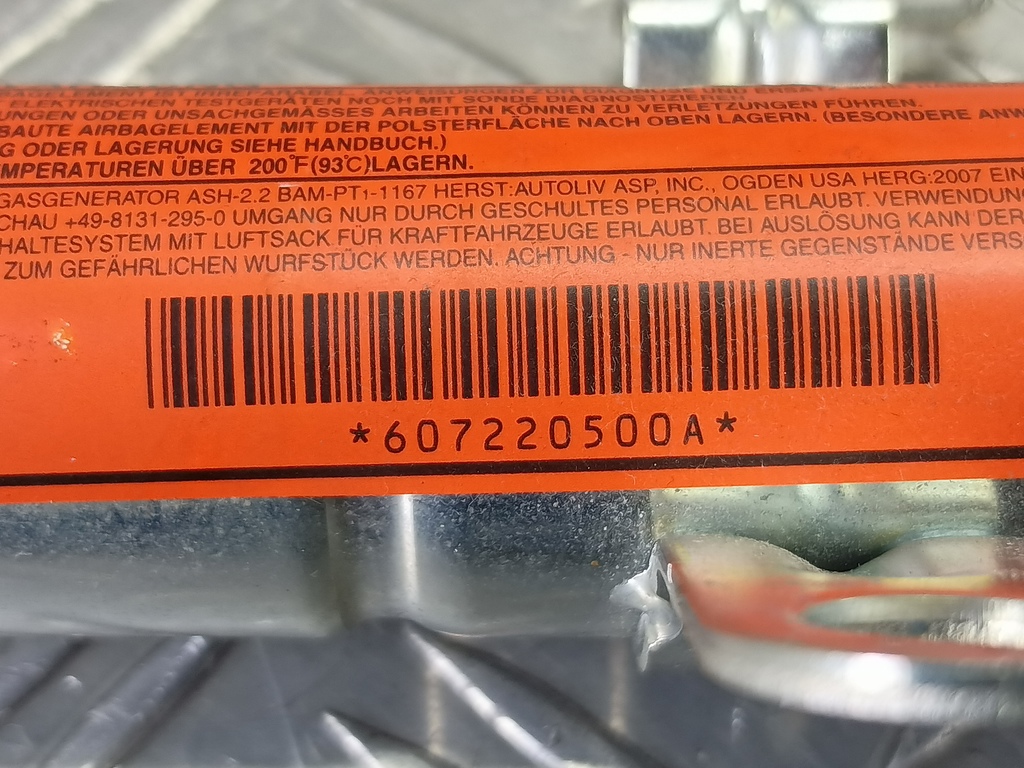 ELEKTRISCHEN TESTGERÄTEN NOCH MIT SONDE
UNGEN ODER UNSACHGEMÄSSES ARBEITEN KÖNNEN ZU VERLETZUNGEN FÜHREN.
BAUTE AIRBAGELEMENT MIT DER POLSTERFLÄCHE NACH OBEN LAGERN. (BESONDERE ANW
G ODER LAGERUNG SIEHE HANDBUCH.)
MPERATUREN ÜBER 200°F(93°C)LAGERN.
GASGENERATOR ASH-2.2 BAM-PT1-1167 HERST:AUTOLIV ASP, INC., OGDEN USA HERG:2007 EIN
CHAU +49-8131-295-0 UMGANG NUR DURCH GESCHULTES PERSONAL ERLAUBT. VERWENDUN
HALTESYSTEM MIT LUFTSACK FÜR KRAFTFAHRZEUGE ERLAUBT. BEI AUSLÖSUNG KANN DER
ZUM GEFÄHRLICHEN WURFSTÜCK WERDEN. ACHTUNG - NUR INERTE GEGENSTÄNDE VERS
*607220500A*